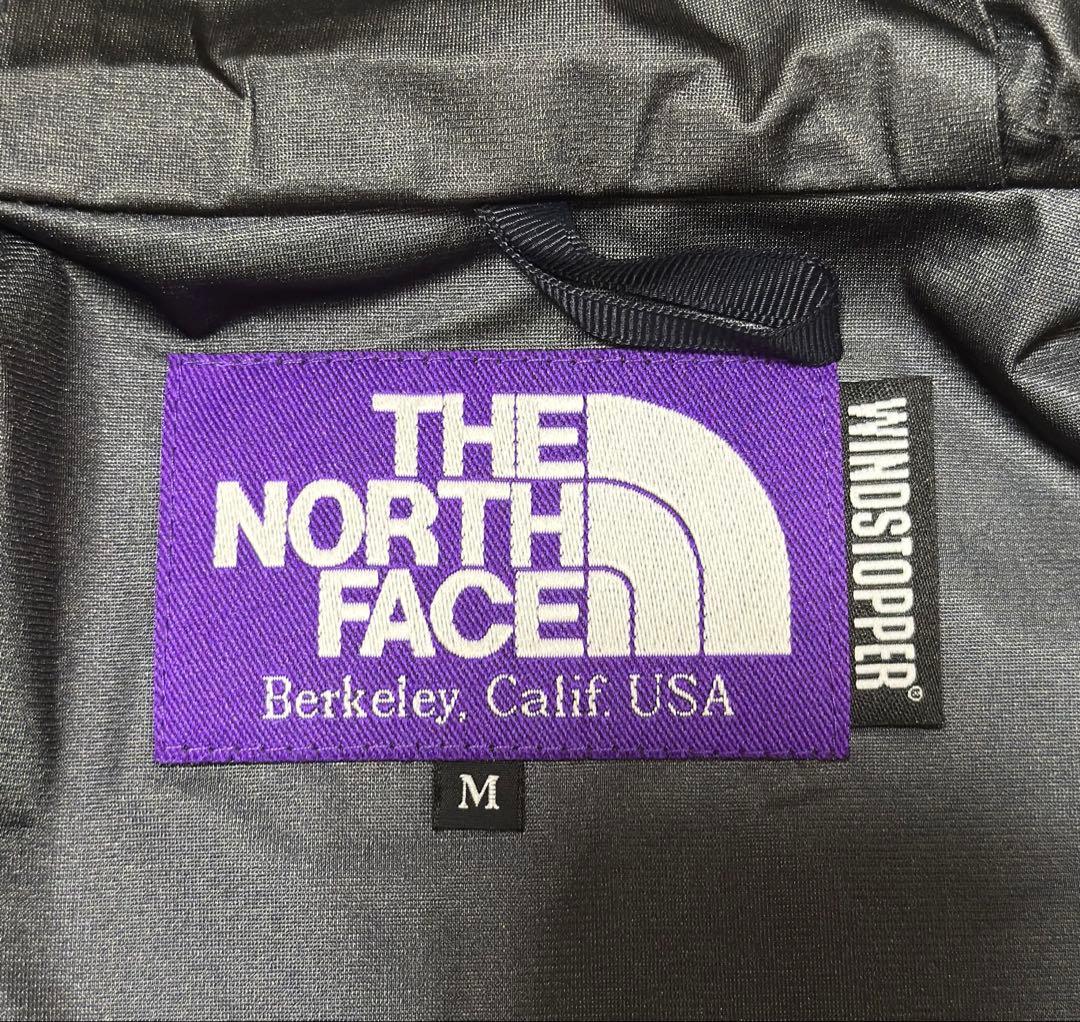 THE
NORTH
FACE
Berkeley, Calif. USA
WINDSTOPPER®
M